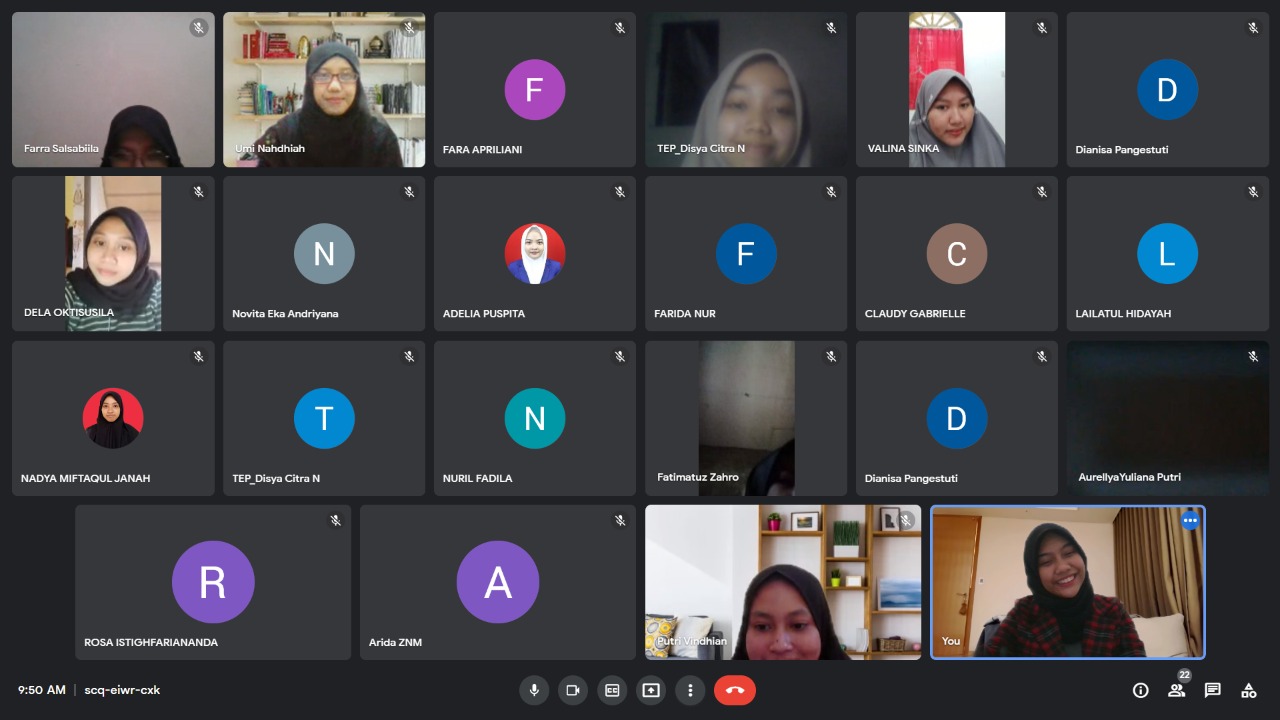 Farra Salsabiila
Umi Nahdhiah
F
FARA APRILIANI
TEP_Disya Citra N
VALINA SINKA
D
Dianisa Pangestuti
DELA OKTISUSILA
N
Novita Eka Andriyana
ADELIA PUSPITA
F
FARIDA NUR
C
CLAUDY GABRIELLE
L
LAILATUL HIDAYAH
NADYA MIFTAQUL JANAH
T
TEP_Disya Citra N
N
NURIL FADILA
Fatimatuz Zahro
D
Dianisa Pangestuti
AurellyaYuliana Putri
R
ROSA ISTIGHFARIANANDA
A
Arida ZNM
Putri Vindhian
You
9:50 AM | scq-eiwr-cxk
CC
22